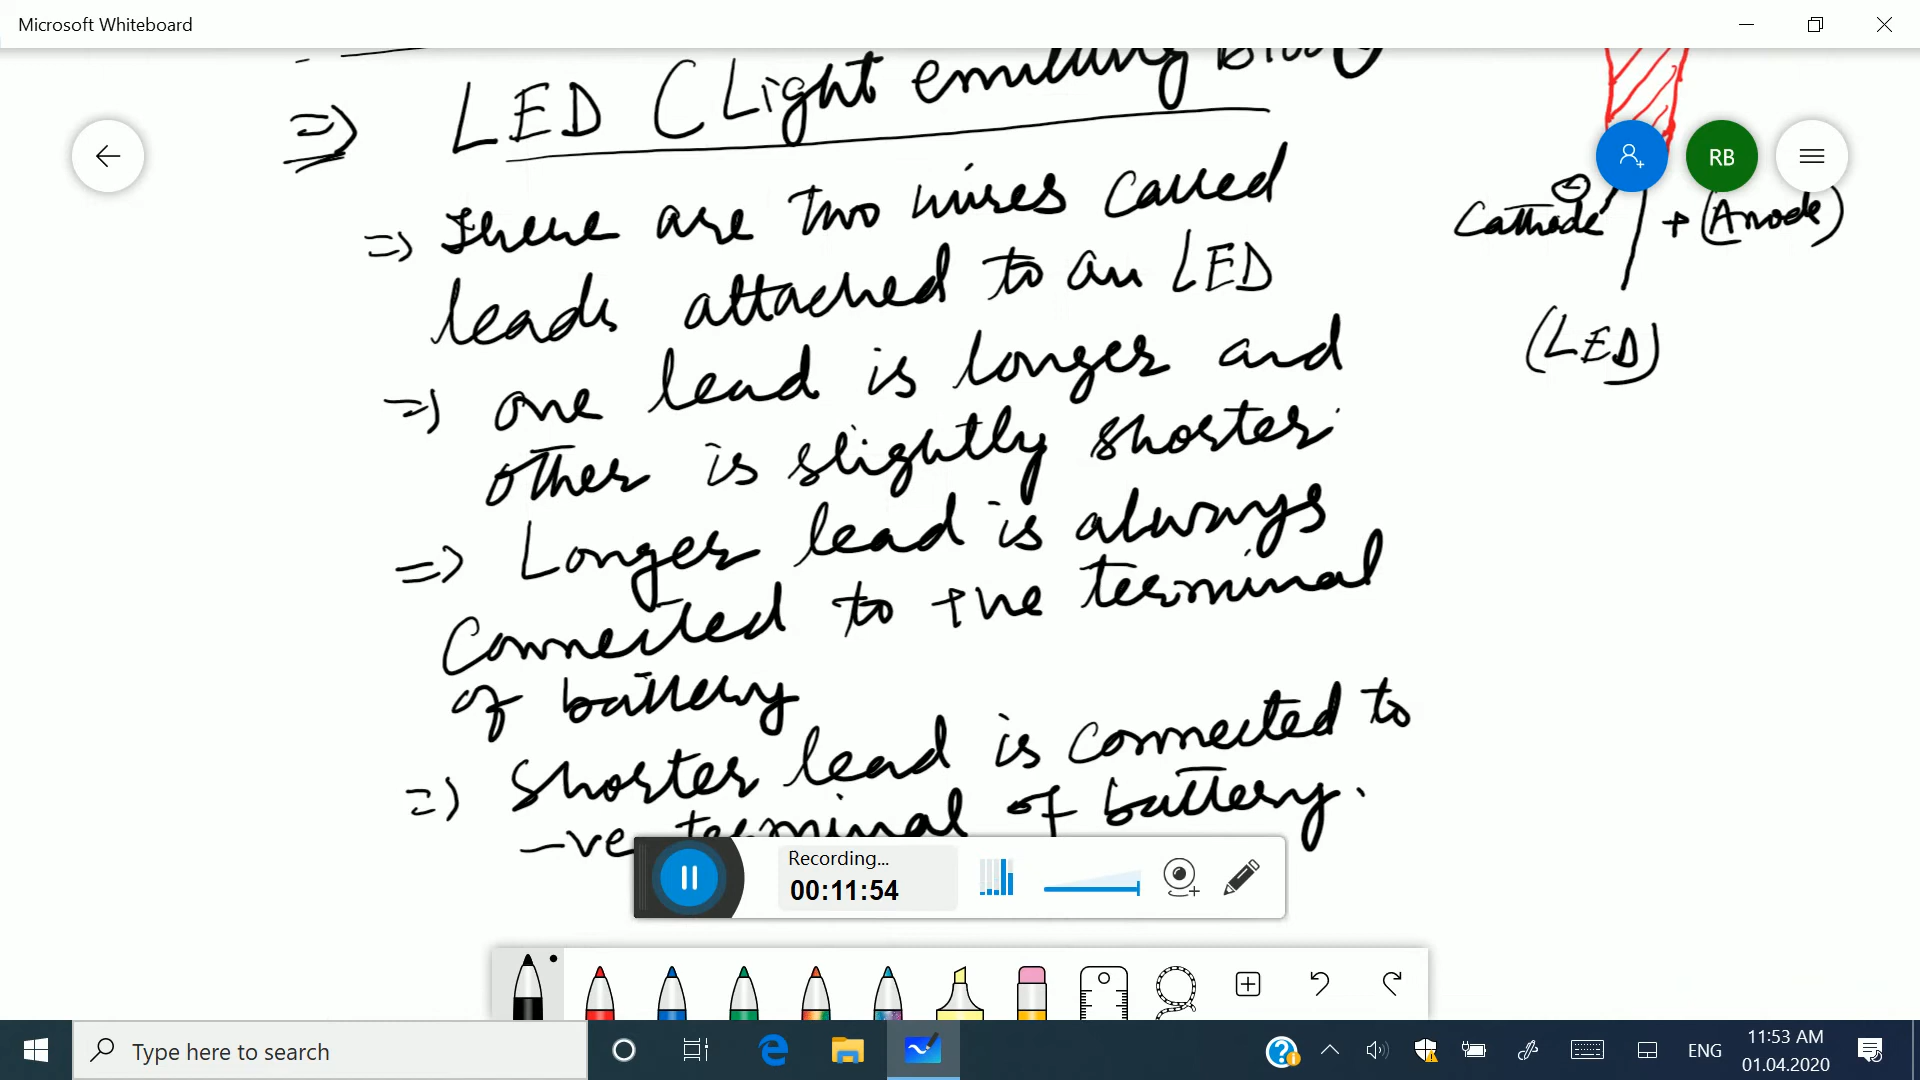 Microsoft Whiteboard
=> LED (Light emitting
=> There are two wires called
leads attached to an LED
=> one lead is longer and
other is slightly shorter
=> Longer lead is always
Connected to +ve terminal
of battery
=> Shorter lead is connected to
-ve terminal of battery.
RB
Cathode + (Anode)
(LED)
Recording...
00:11:54
Type here to search
ENG
11:53 AM
01.04.2020